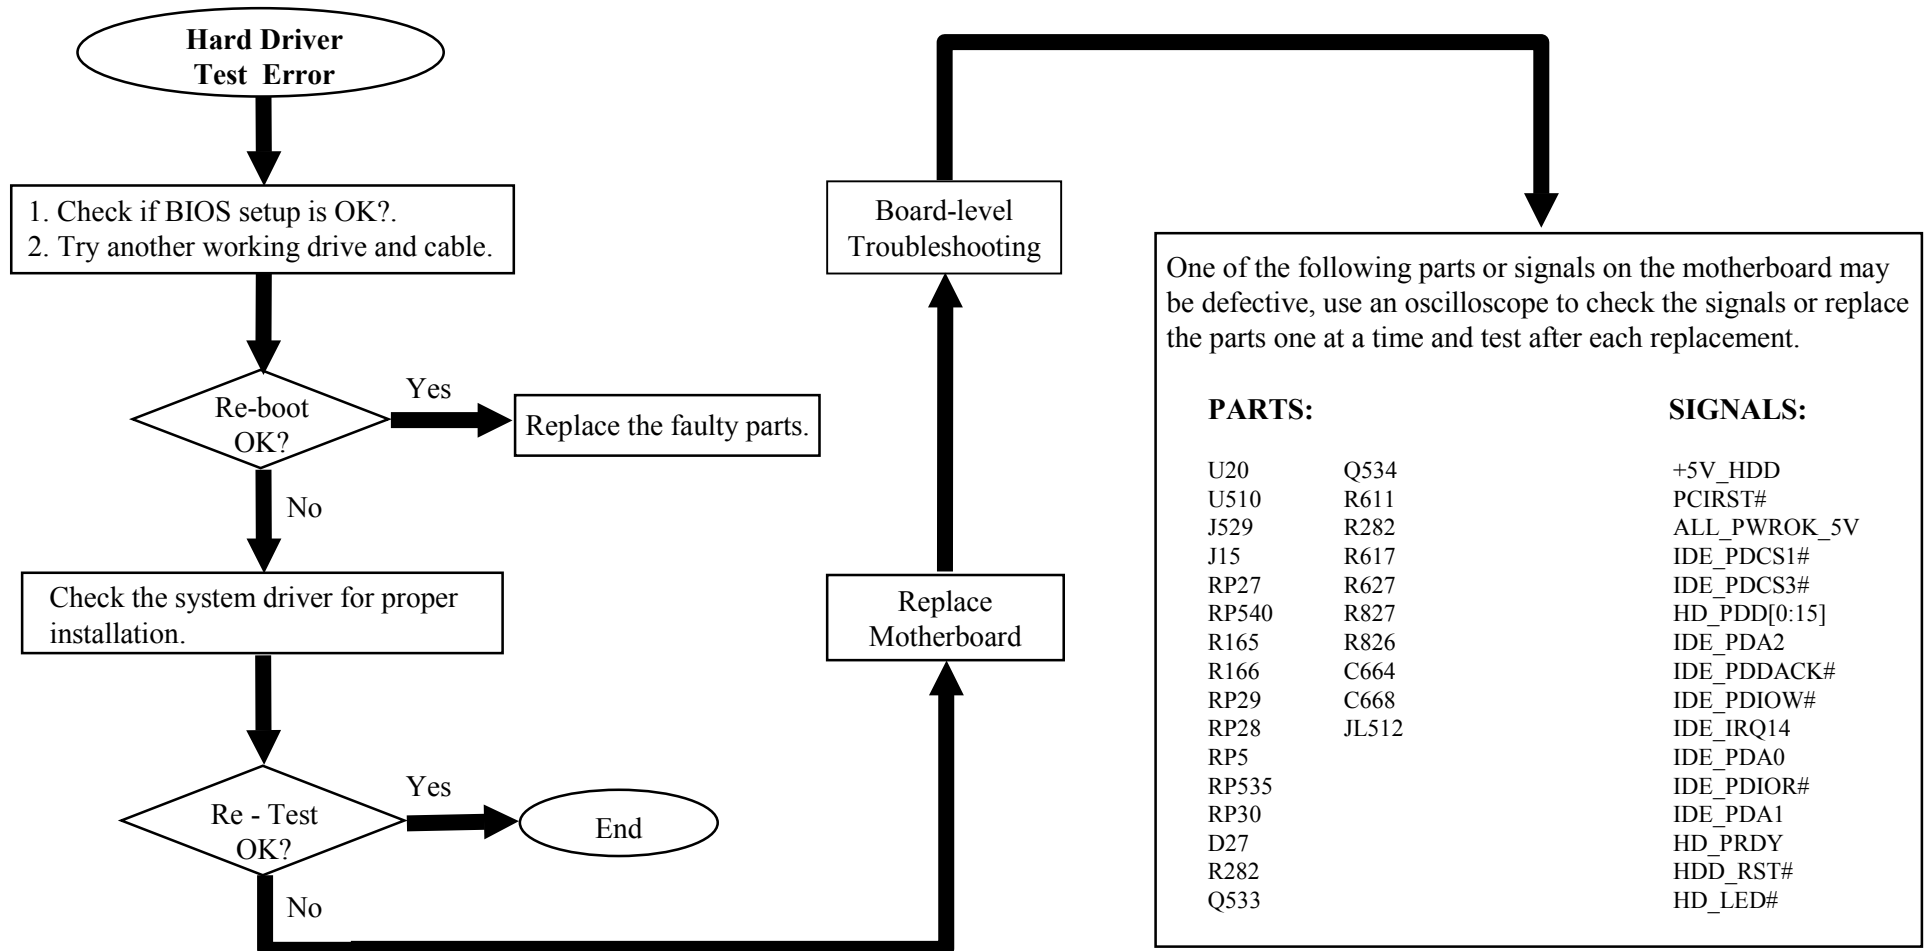 Hard Driver
Test Error
1. Check if BIOS setup is OK?.
2. Try another working drive and cable.
Re-boot
OK?
Yes
Replace the faulty parts.
No
Check the system driver for proper
installation.
Re - Test
OK?
Yes
End
No
Replace
Motherboard
Board-level
Troubleshooting
One of the following parts or signals on the motherboard may
be defective, use an oscilloscope to check the signals or replace
the parts one at a time and test after each replacement.
PARTS:
U20
U510
J529
J15
RP27
RP540
R165
R166
RP29
RP28
RP5
RP535
RP30
D27
R282
Q533
Q534
R611
R282
R617
R627
R827
R826
C664
C668
JL512
SIGNALS:
+5V_HDD
PCIRST#
ALL_PWROK_5V
IDE_PDCS1#
IDE_PDCS3#
HD_PDD[0:15]
IDE_PDA2
IDE_PDDACK#
IDE_PDIOW#
IDE_IRQ14
IDE_PDA0
IDE_PDIOR#
IDE_PDA1
HD_PRDY
HDD_RST#
HD_LED#